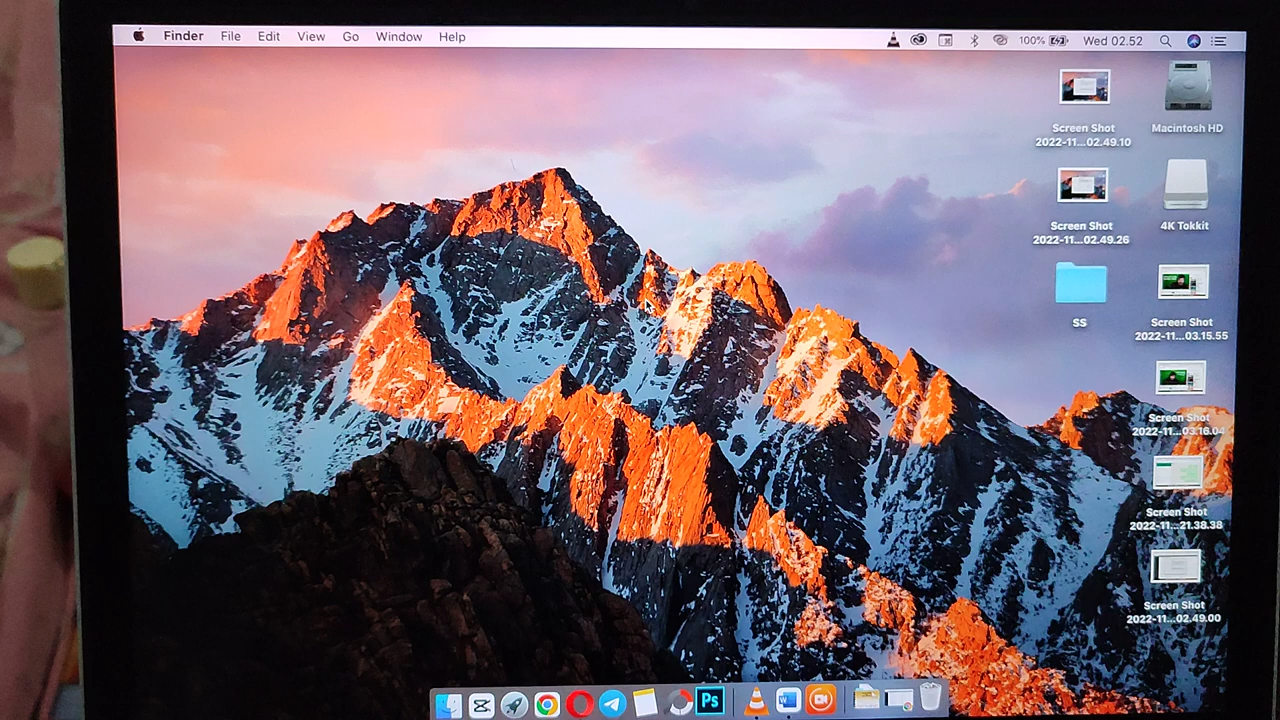 Finder File Edit View Go Window Help
100% Wed 02.52
Screen Shot
2022-11...02.49.10
Macintosh HD
Screen Shot
2022-11...02.49.26
4K Tokkit
SS
Screen Shot
2022-11...03.15.55
Screen Shot
2022-11...03.16.04
Screen Shot
2022-11...21.38.38
Screen Shot
2022-11...02.49.00
Ps
W